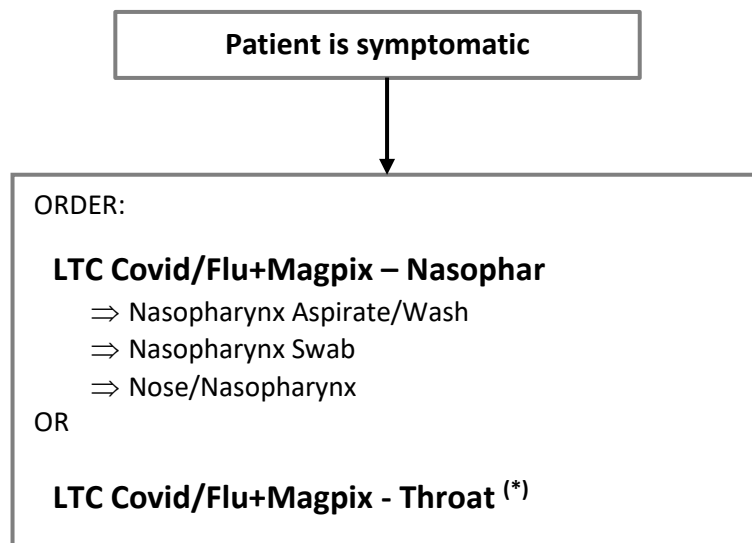 Patient is symptomatic
ORDER:
LTC Covid/Flu+Magpix – Nasophar
⇒ Nasopharynx Aspirate/Wash
⇒ Nasopharynx Swab
⇒ Nose/Nasopharynx
OR
LTC Covid/Flu+Magpix - Throat (*)